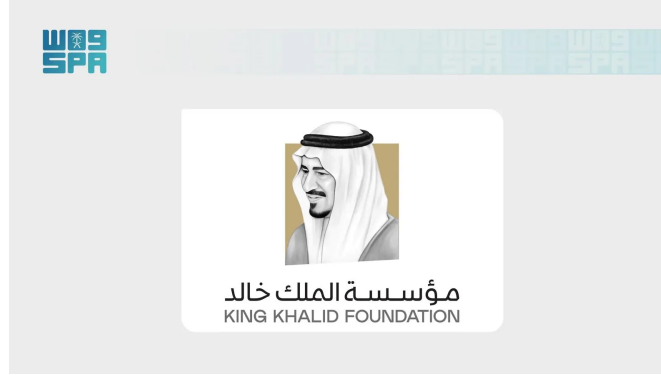 واس
SPA
مؤسسة الملك خالد
KING KHALID FOUNDATION